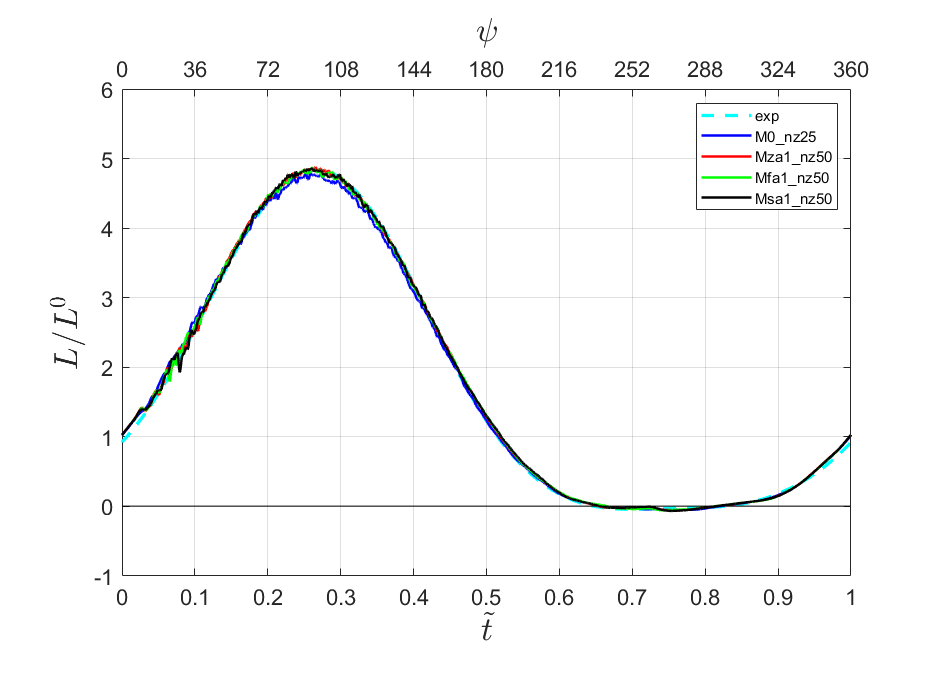 ψ
0 36 72 108 144 180 216 252 288 324 360
6
exp
M0_nz25
Mza1_nz50
Mfa1_nz50
Msa1_nz50
5
4
3
L/L⁰
2
1
0
-1
0 0.1 0.2 0.3 0.4 0.5 0.6 0.7 0.8 0.9 1
t̃